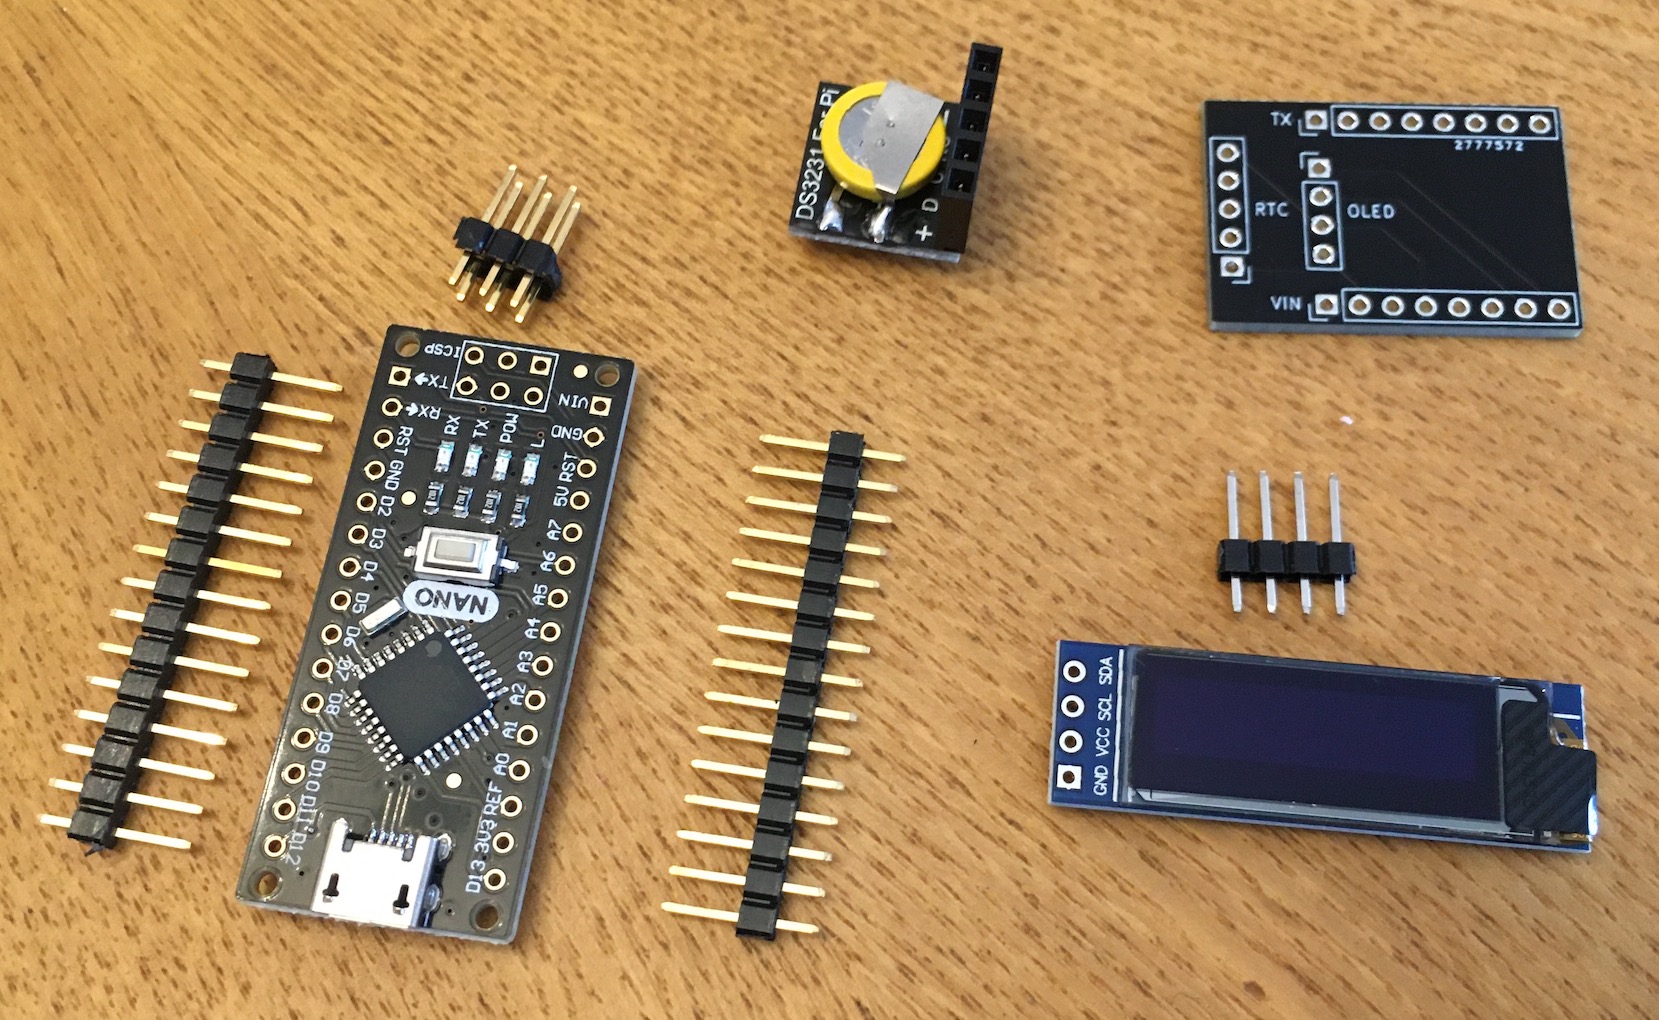 DS3231 For Pi
+
D
TX
2777572
RTC
OLED
VIN
ICSP
TX
RX
RST
GND
D2
D3
D4
D5
D6
D7
D8
D9
D10
D11
D12
VIN
GND
RST
5V
A7
A6
A5
A4
A3
A2
A1
A0
REF
3V3
D13
RX
TX
POW
L
NANO
GND VCC SCL SDA